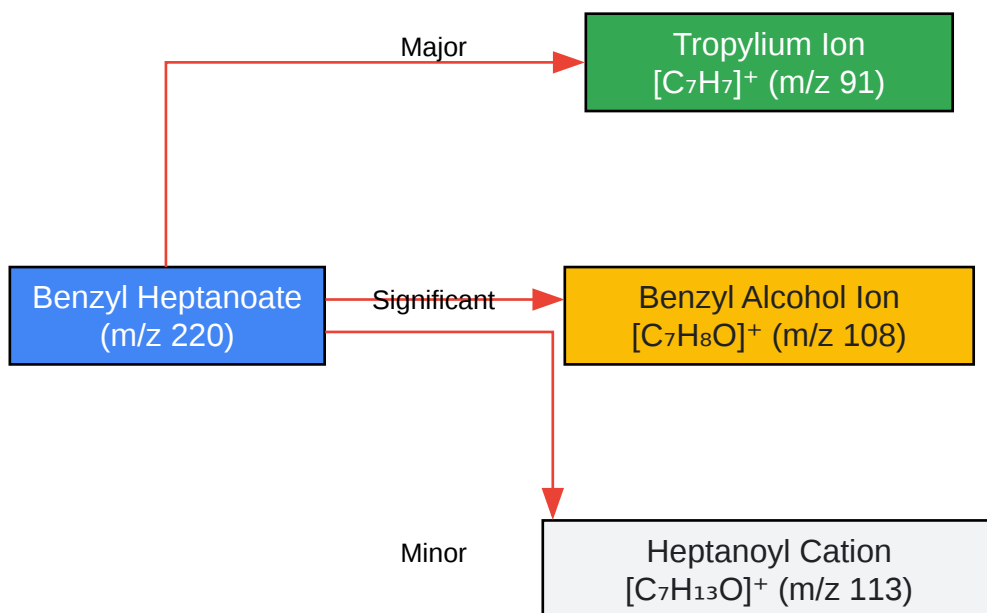 Major
Tropylium Ion
[C₇H₇]⁺ (m/z 91)
Benzyl Heptanoate
(m/z 220)
Significant
Benzyl Alcohol Ion
[C₇H₈O]⁺ (m/z 108)
Minor
Heptanoyl Cation
[C₇H₁₃O]⁺ (m/z 113)